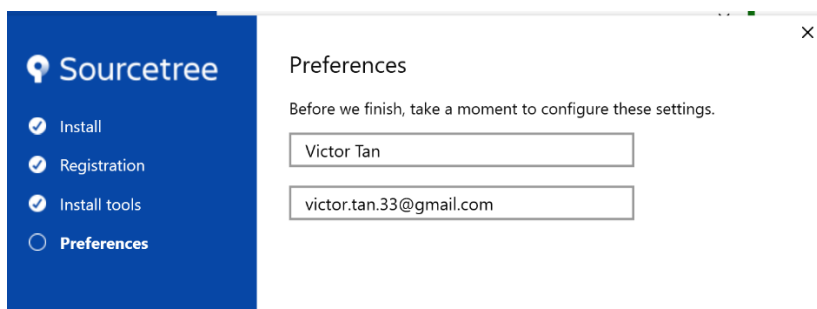 Sourcetree
Install
Registration
Install tools
Preferences
Preferences
Before we finish, take a moment to configure these settings.
Victor Tan
victor.tan.33@gmail.com